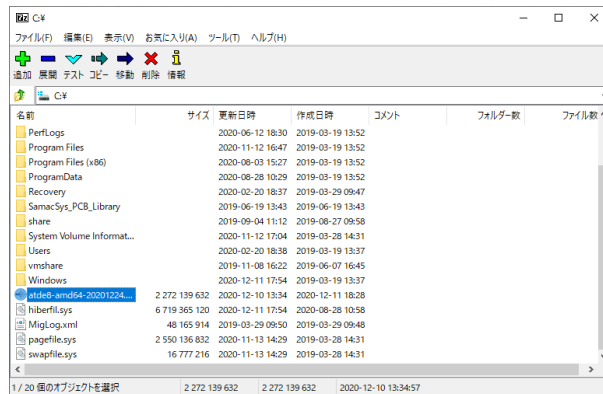 7z C:¥
ファイル(F) 編集(E) 表示(V) お気に入り(A) ツール(T) ヘルプ(H)
追加 展開 テスト コピー 移動 削除 情報
C:¥
名前 サイズ 更新日時 作成日時 コメント フォルダー数 ファイル数
PerfLogs 2020-06-12 18:30 2019-03-19 13:52
Program Files 2020-11-12 16:47 2019-03-19 13:52
Program Files (x86) 2020-08-03 15:27 2019-03-19 13:52
ProgramData 2020-08-28 10:29 2019-03-19 13:52
Recovery 2020-02-20 18:37 2019-03-29 09:47
SamacSys_PCB_Library 2019-06-19 13:43 2019-06-19 13:43
share 2019-09-04 11:12 2019-08-27 09:58
System Volume Informat... 2020-11-12 17:04 2019-03-28 14:31
Users 2020-02-20 18:38 2019-03-19 13:37
vmshare 2019-11-08 16:22 2019-06-07 16:45
Windows 2020-12-11 17:54 2019-03-19 13:37
atde8-amd64-20201224.... 2 272 139 632 2020-12-10 13:34 2020-12-11 18:28
hiberfil.sys 6 719 365 120 2020-12-11 17:54 2020-08-28 10:58
MigLog.xml 48 165 914 2019-03-29 09:50 2019-03-29 09:48
pagefile.sys 2 550 136 832 2020-11-13 14:29 2019-03-28 14:31
swapfile.sys 16 777 216 2020-11-13 14:29 2019-03-28 14:31
1 / 20 個のオブジェクトを選択 2 272 139 632 2 272 139 632 2020-12-10 13:34:57